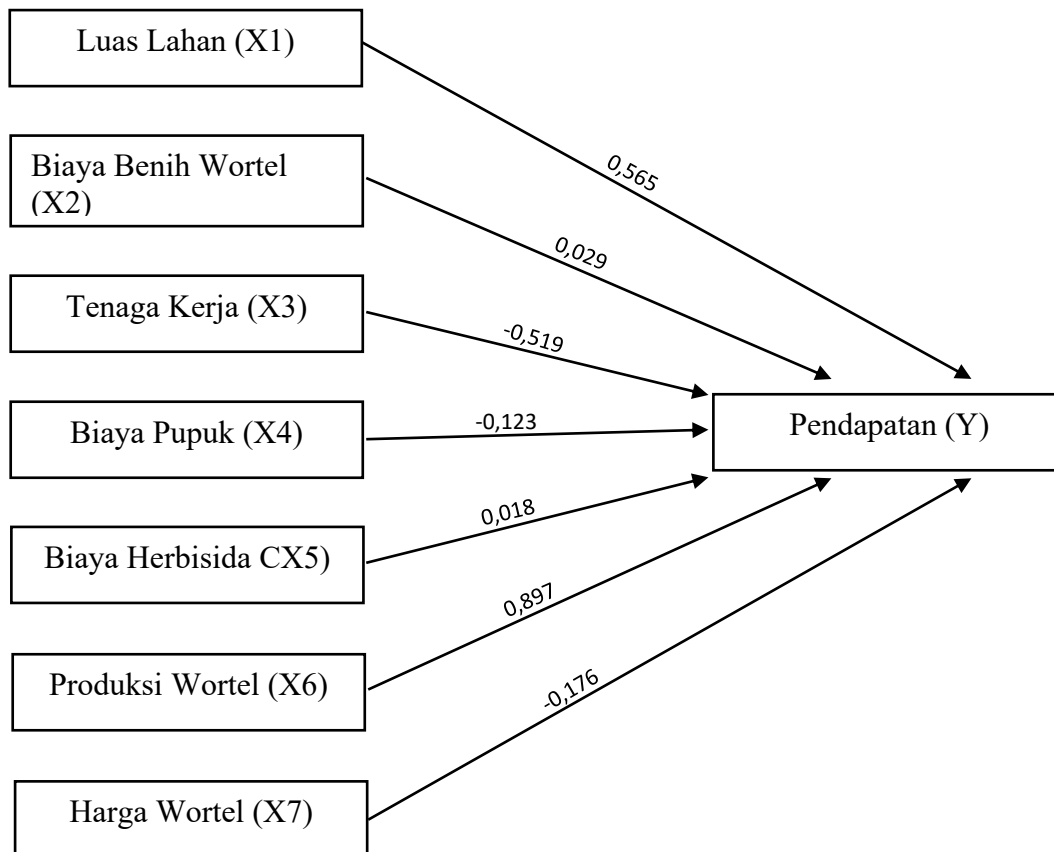 Luas Lahan (X1)
0,565
Biaya Benih Wortel
(X2)
0,029
Tenaga Kerja (X3)
-0,519
Biaya Pupuk (X4)
-0,123
Pendapatan (Y)
Biaya Herbisida CX5)
0,018
Produksi Wortel (X6)
0,897
-0,176
Harga Wortel (X7)